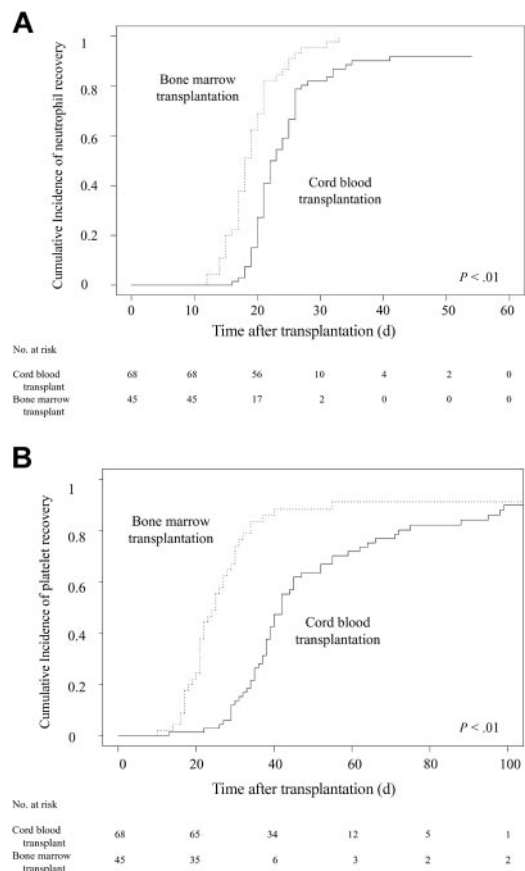 A
Cumulative Incidence of neutrophil recovery
1
0.8
0.6
0.4
0.2
0
Bone marrow
transplantation
Cord blood
transplantation
P < .01
0 10 20 30 40 50 60
Time after transplantation (d)
No. at risk
Cord blood 68 68 56 10 4 2 0
transplant
Bone marrow 45 45 17 2 0 0 0
transplant
B
Cumulative Incidence of platelet recovery
1
0.8
0.6
0.4
0.2
0
Bone marrow
transplantation
Cord blood
transplantation
P < .01
0 20 40 60 80 100
Time after transplantation (d)
No. at risk
Cord blood 68 65 34 12 5 1
transplant
Bone marrow 45 35 6 3 2 2
transplant